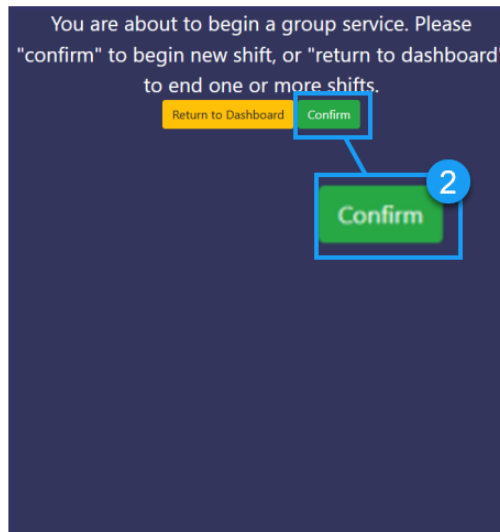 You are about to begin a group service. Please
"confirm" to begin new shift, or "return to dashboard"
to end one or more shifts.
Return to Dashboard Confirm
2
Confirm